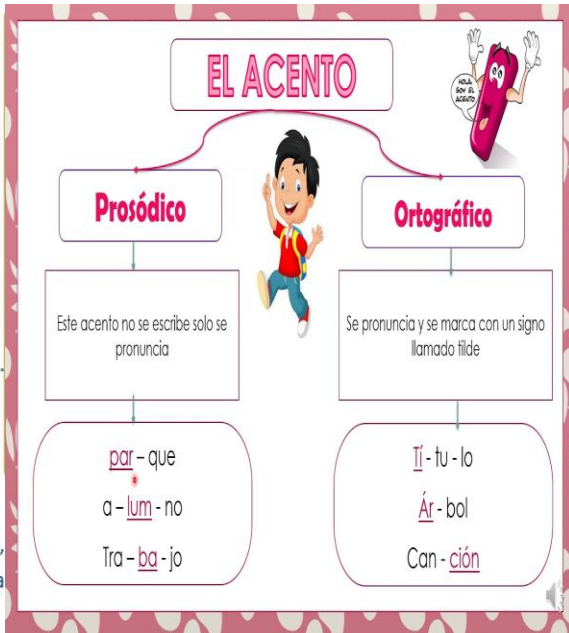 EL ACENTO
HOLA
SOY EL
ACENTO
Prosódico
Ortográfico
Este acento no se escribe solo se
pronuncia
Se pronuncia y se marca con un signo
llamado tilde
par – que
a – lum - no
Tra – ba - jo
Tí - tu - lo
Ár - bol
Can - ción